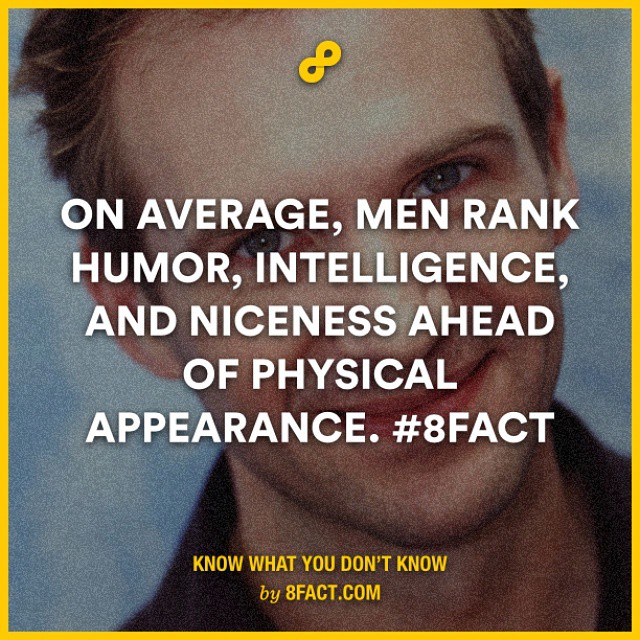 ON AVERAGE, MEN RANK
HUMOR, INTELLIGENCE,
AND NICENESS AHEAD
OF PHYSICAL
APPEARANCE. #8FACT
KNOW WHAT YOU DON'T KNOW
by 8FACT.COM